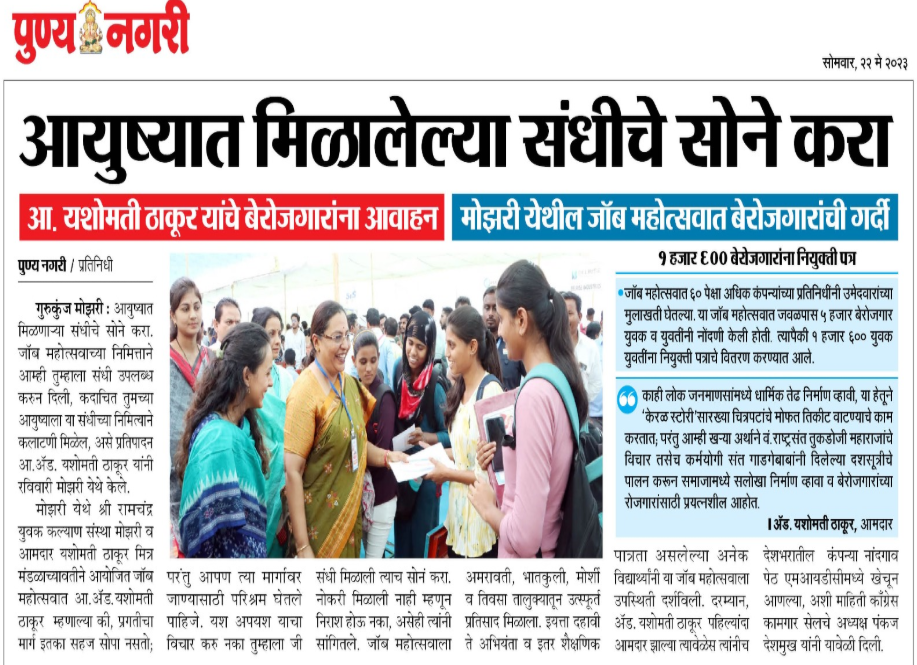 पुण्य नगरी
सोमवार, २२ मे २०२३
आयुष्यात मिळालेल्या संधीचे सोने करा
आ. यशोमती ठाकूर यांचे बेरोजगारांना आवाहन
मोझरी येथील जॉब महोत्सवात बेरोजगारांची गर्दी
पुण्य नगरी / प्रतिनिधी
गुरुकुंज मोझरी : आयुष्यात
मिळणाऱ्या संधीचे सोने करा.
जॉब महोत्सवाच्या निमित्ताने
आम्ही तुम्हाला संधी उपलब्ध
करुन दिली, कदाचित तुमच्या
आयुष्याला या संधीच्या निमित्ताने
कलाटणी मिळेल, असे प्रतिपादन
आ.ॲड. यशोमती ठाकूर यांनी
रविवारी मोझरी येथे केले.
मोझरी येथे श्री रामचंद्र
युवक कल्याण संस्था मोझरी व
आमदार यशोमती ठाकूर मित्र
मंडळाच्यावतीने आयोजित जॉब
महोत्सवात आ.ॲड.यशोमती
ठाकूर म्हणाल्या की, प्रगतीचा
मार्ग इतका सहज सोपा नसतो;
परंतु आपण त्या मार्गावर
जाण्यासाठी परिश्रम घेतले
पाहिजे. यश अपयश याचा
विचार करु नका तुम्हाला जी
संधी मिळाली त्याच सोनं करा.
नोकरी मिळाली नाही म्हणून
निराश होऊ नका, असेही त्यांनी
सांगितले. जॉब महोत्सवाला
अमरावती, भातकुली, मोर्शी
व तिवसा तालुक्यातून उत्स्फूर्त
प्रतिसाद मिळाला. इयत्ता दहावी
ते अभियंता व इतर शैक्षणिक
१ हजार ६०० बेरोजगारांना नियुक्ती पत्र
•जॉब महोत्सवात ६० पेक्षा अधिक कंपन्यांच्या प्रतिनिधींनी उमेदवारांच्या
मुलाखती घेतल्या. या जॉब महोत्सवात जवळपास ५ हजार बेरोजगार
युवक व युवतींनी नोंदणी केली होती. त्यापैकी १ हजार ६०० युवक
युवतींना नियुक्ती पत्राचे वितरण करण्यात आले.
काही लोक जनमाणसांमध्ये धार्मिक तेढ निर्माण व्हावी, या हेतूने
'केरळ स्टोरी'सारख्या चित्रपटांचे मोफत तिकीट वाटण्याचे काम
करतात; परंतु आम्ही खऱ्या अर्थाने वं.राष्ट्रसंत तुकडोजी महाराजांचे
विचार तसेच कर्मयोगी संत गाडगेबाबांनी दिलेल्या दशसूत्रीचे
पालन करून समाजामध्ये सलोखा निर्माण व्हावा व बेरोजगारांच्या
रोजगारांसाठी प्रयत्नशील आहोत.
।ॲड. यशोमती ठाकूर, आमदार
पात्रता असलेल्या अनेक
विद्यार्थ्यांनी या जॉब महोत्सवाला
उपस्थिती दर्शविली. दरम्यान,
ॲड. यशोमती ठाकूर पहिल्यांदा
आमदार झाल्या त्यावेळेस त्यांनीच
देशभरातील कंपन्या नांदगाव
पेठ एमआयडीसीमध्ये खेचून
आणल्या, अशी माहिती काँग्रेस
कामगार सेलचे अध्यक्ष पंकज
देशमुख यांनी यावेळी दिली.